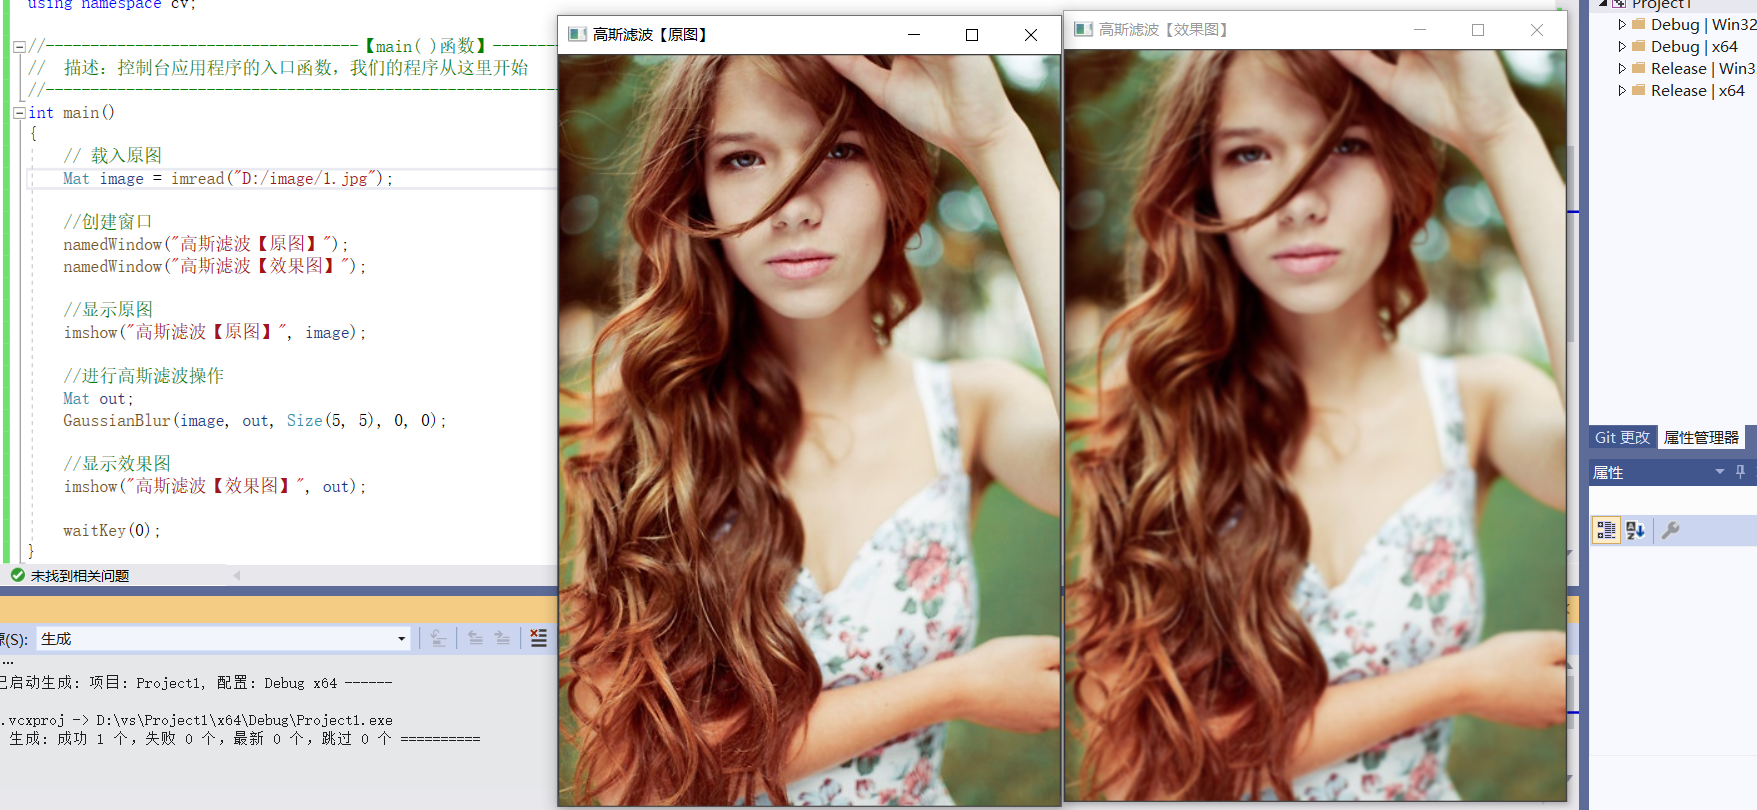 using namespace cv;
//-----------------------------------【main( )函数】------------
//  描述：控制台应用程序的入口函数，我们的程序从这里开始
//----------------------------------------------------------
int main()
{
// 载入原图
Mat image = imread("D:/image/1.jpg");
//创建窗口
namedWindow("高斯滤波【原图】");
namedWindow("高斯滤波【效果图】");
//显示原图
imshow("高斯滤波【原图】", image);
//进行高斯滤波操作
Mat out;
GaussianBlur(image, out, Size(5, 5), 0, 0);
//显示效果图
imshow("高斯滤波【效果图】", out);
waitKey(0);
}
未找到相关问题
(S): 生成
...
已启动生成: 项目: Project1, 配置: Debug x64 ------
.vcxproj -> D:\vs\Project1\x64\Debug\Project1.exe
生成: 成功 1 个，失败 0 个，最新 0 个，跳过 0 个 ==========
高斯滤波【原图】
高斯滤波【效果图】
Project1
Debug | Win32
Debug | x64
Release | Win3
Release | x64
Git 更改
属性管理器
属性